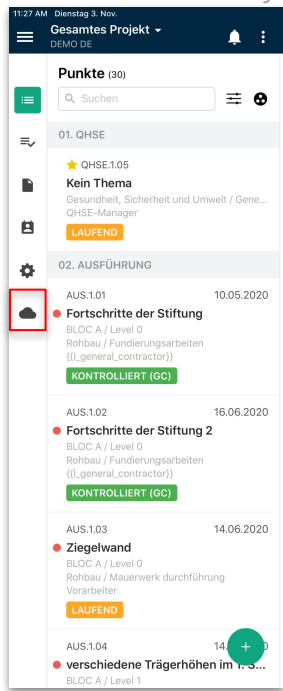 11:27 AM Dienstag 3. Nov.
Gesamtes Projekt
DEMO DE
Punkte (30)
Suchen
01. QHSE
QHSE.1.05
Kein Thema
Gesundheit, Sicherheit und Umwelt / Gene...
QHSE-Manager
LAUFEND
02. AUSFÜHRUNG
AUS.1.01 10.05.2020
Fortschritte der Stiftung
BLOC A / Level 0
Rohbau / Fundierungsarbeiten
{{l_general_contractor}}
KONTROLLIERT (GC)
AUS.1.02 16.06.2020
Fortschritte der Stiftung 2
BLOC A / Level 0
Rohbau / Fundierungsarbeiten
{{l_general_contractor}}
KONTROLLIERT (GC)
AUS.1.03 14.06.2020
Ziegelwand
BLOC A / Level 0
Rohbau / Mauerwerk durchführung
Vorarbeiter
LAUFEND
AUS.1.04
verschiedene Trägerhöhen im 1. S...
BLOC A / Level 1